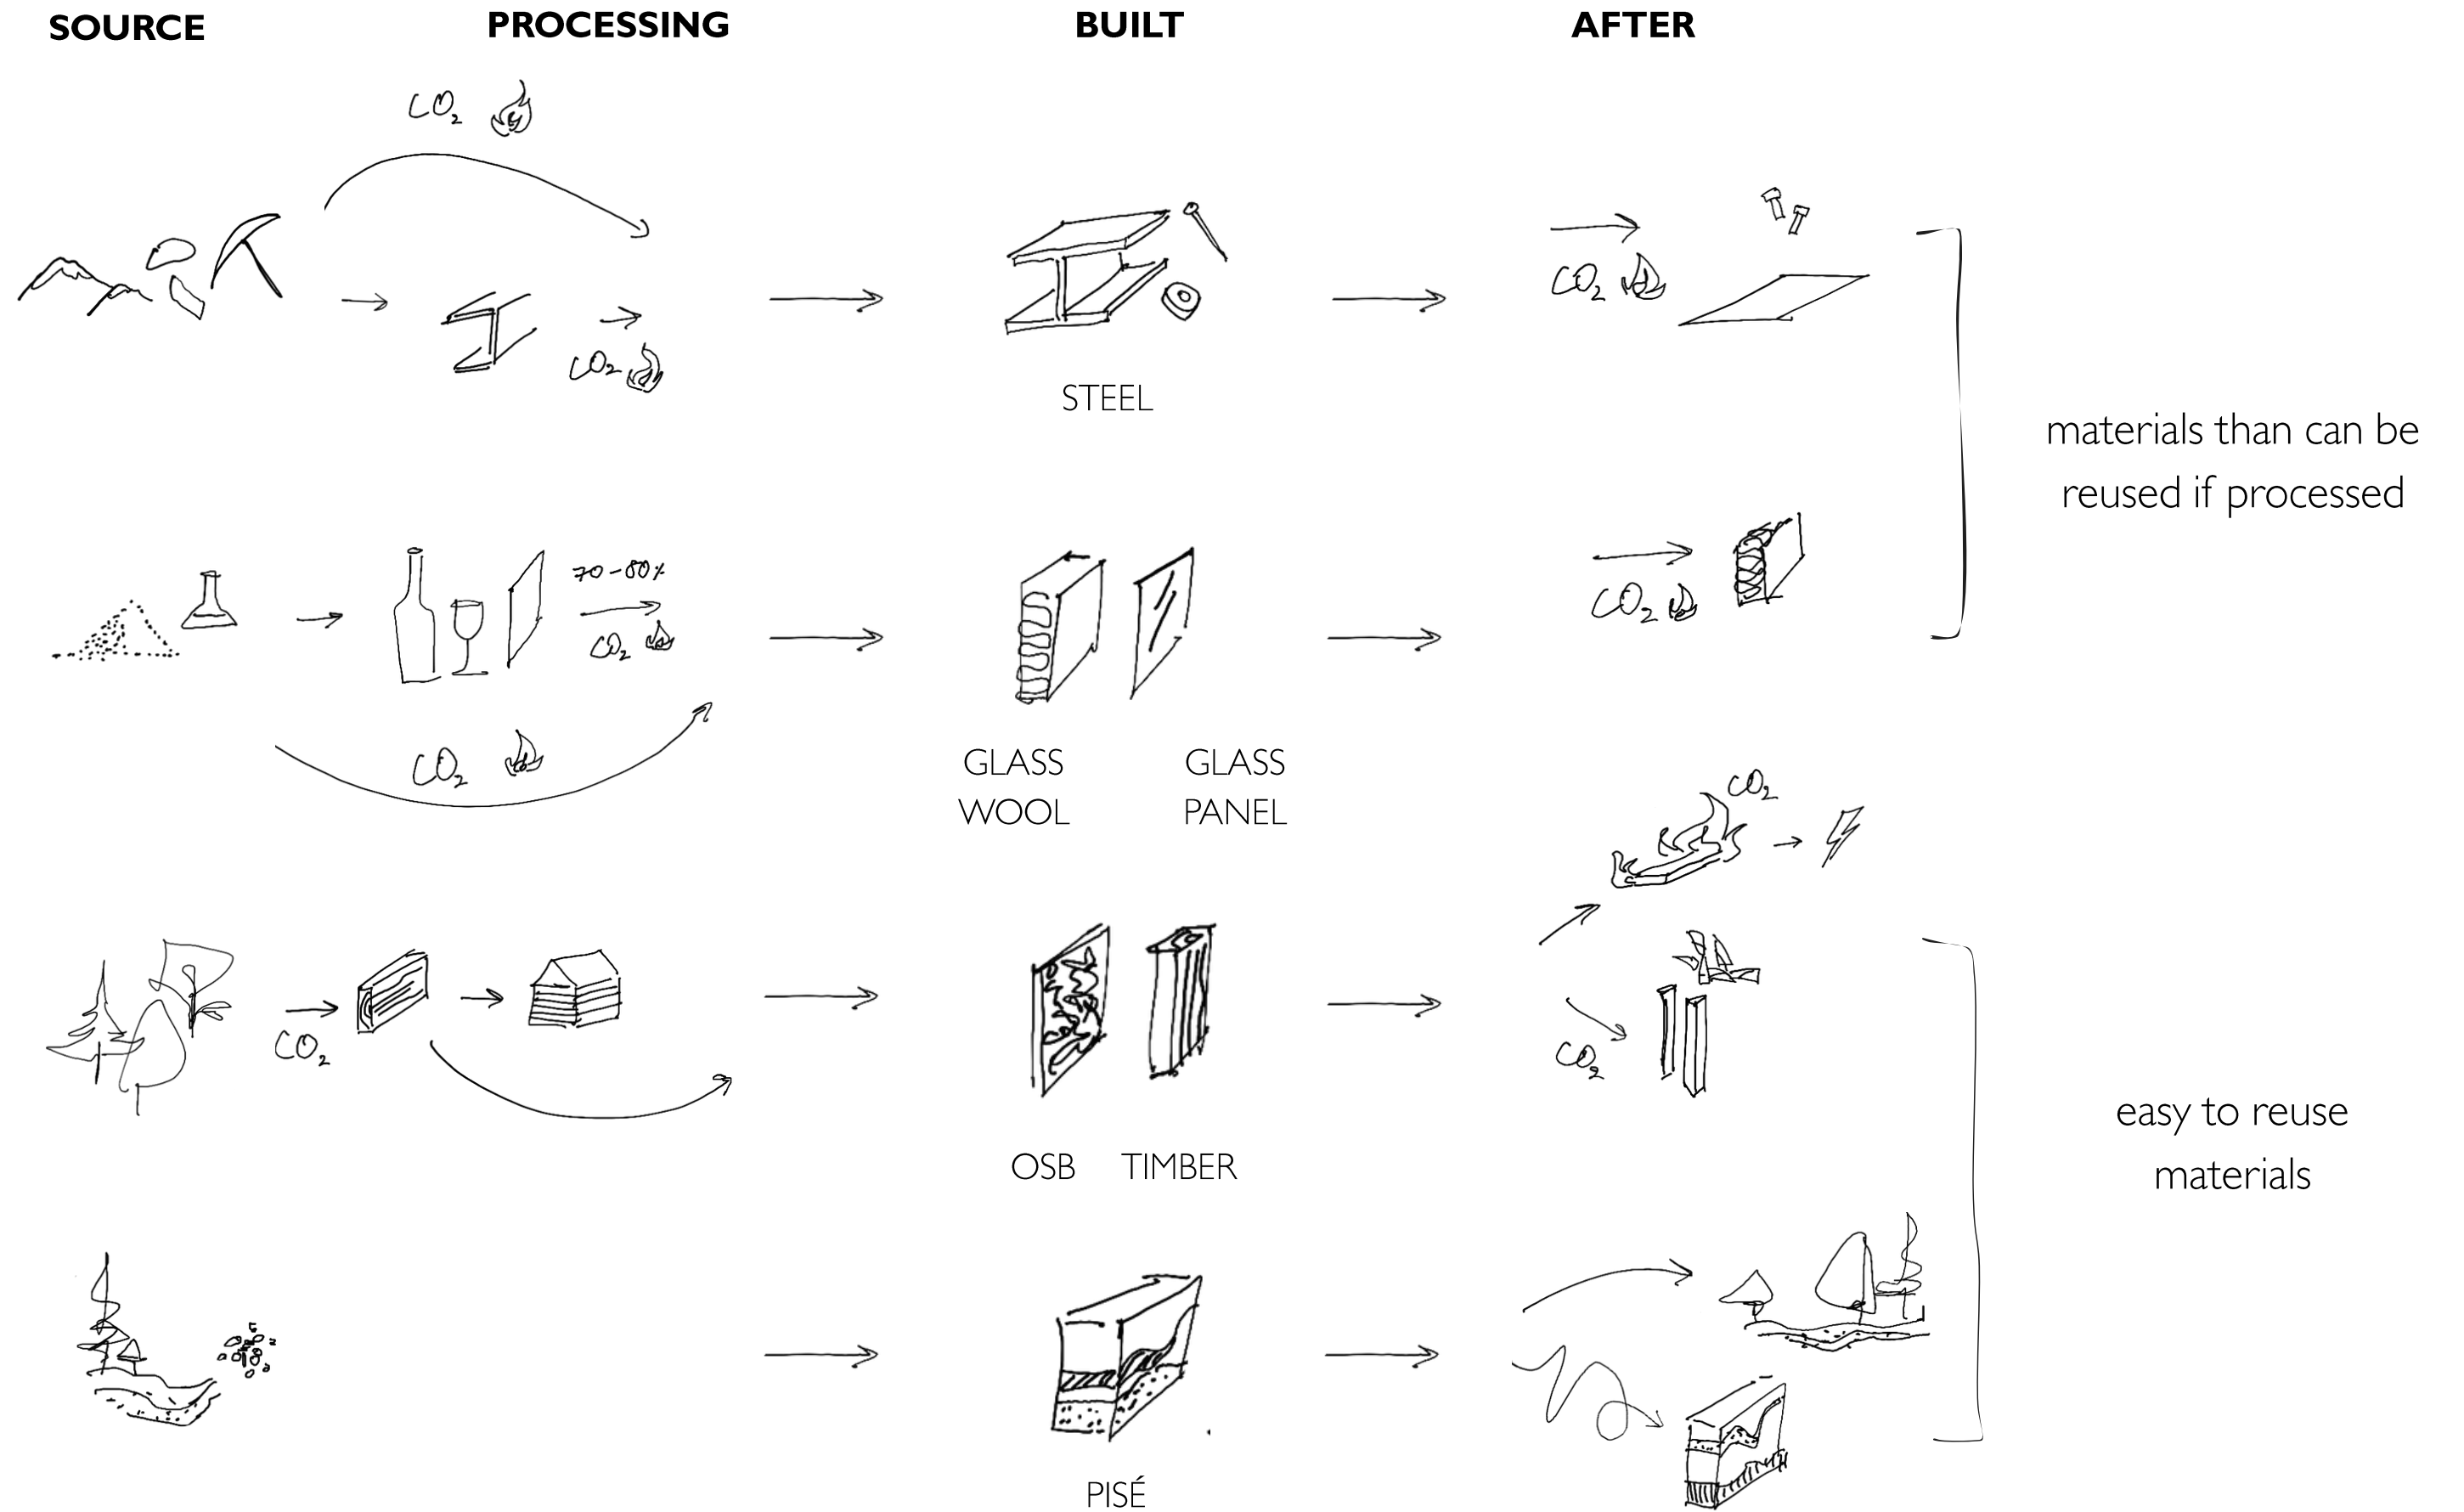 SOURCE
PROCESSING
BUILT
AFTER
CO₂
CO₂
CO₂
STEEL
materials than can be
reused if processed
70-80%
CO₂
CO₂
CO₂
GLASS
WOOL
GLASS
PANEL
CO₂
CO₂
CO₂
OSB
TIMBER
easy to reuse
materials
PISÉ